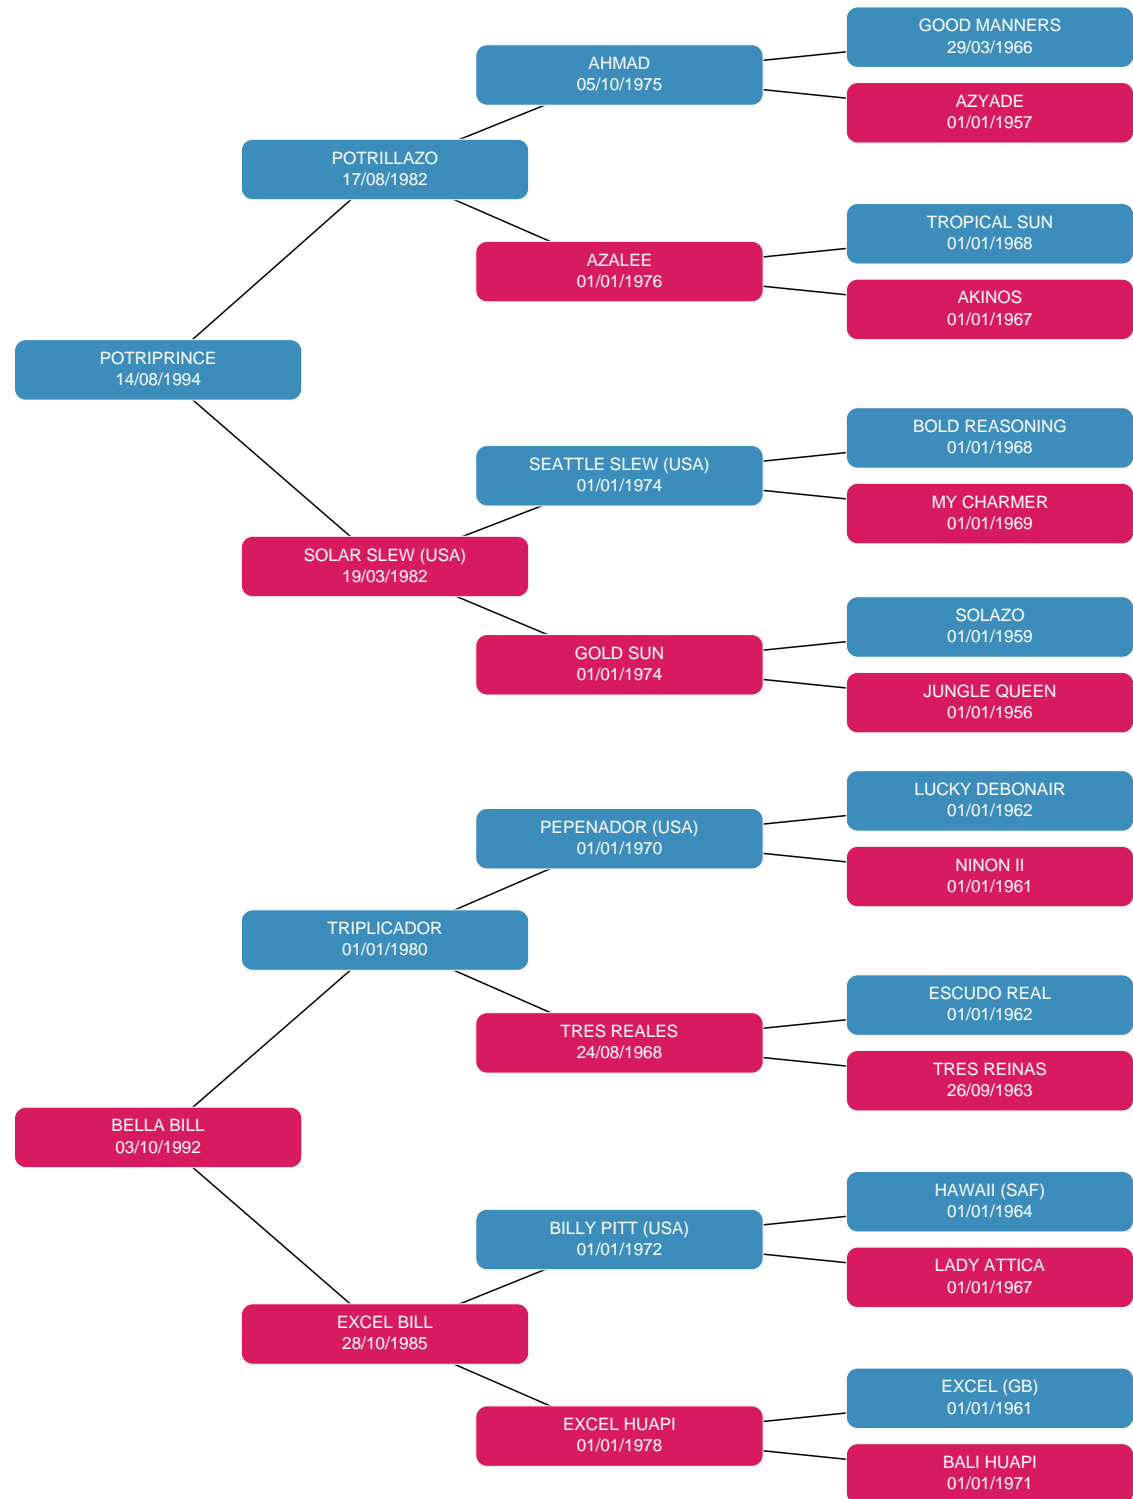 GOOD MANNERS
29/03/1966
AHMAD
05/10/1975
AZYADE
01/01/1957
POTRILLAZO
17/08/1982
TROPICAL SUN
01/01/1968
AZALEE
01/01/1976
AKINOS
01/01/1967
POTRIPRINCE
14/08/1994
BOLD REASONING
01/01/1968
SEATTLE SLEW (USA)
01/01/1974
MY CHARMER
01/01/1969
SOLAR SLEW (USA)
19/03/1982
SOLAZO
01/01/1959
GOLD SUN
01/01/1974
JUNGLE QUEEN
01/01/1956
LUCKY DEBONAIR
01/01/1962
PEPENADOR (USA)
01/01/1970
NINON II
01/01/1961
TRIPLICADOR
01/01/1980
ESCUDO REAL
01/01/1962
TRES REALES
24/08/1968
TRES REINAS
26/09/1963
BELLA BILL
03/10/1992
HAWAII (SAF)
01/01/1964
BILLY PITT (USA)
01/01/1972
LADY ATTICA
01/01/1967
EXCEL BILL
28/10/1985
EXCEL (GB)
01/01/1961
EXCEL HUAPI
01/01/1978
BALI HUAPI
01/01/1971